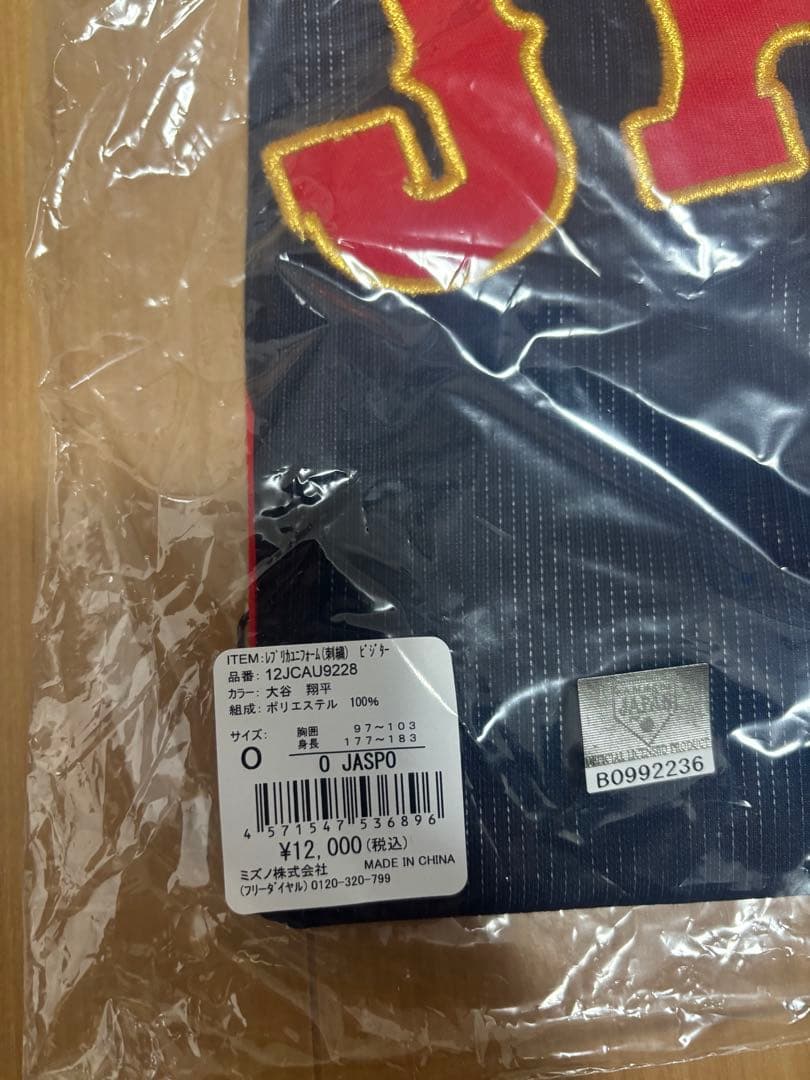 J
ITEM:ﾚﾌﾟﾘｶﾕﾆﾌｫｰﾑ(刺繍) ﾋﾞｼﾞﾀｰ
品番: 12JCAU9228
カラー: 大谷 翔平
組成: ポリエステル 100%
サイズ: 胸囲 97~103
身長 177~183
O
O JASPO
4 571547 536896
¥12,000(税込)
MADE IN CHINA
ミズノ株式会社
(フリーダイヤル)0120-320-799
JAPAN
OFFICIAL LICENSED PRODUCT
B0992236